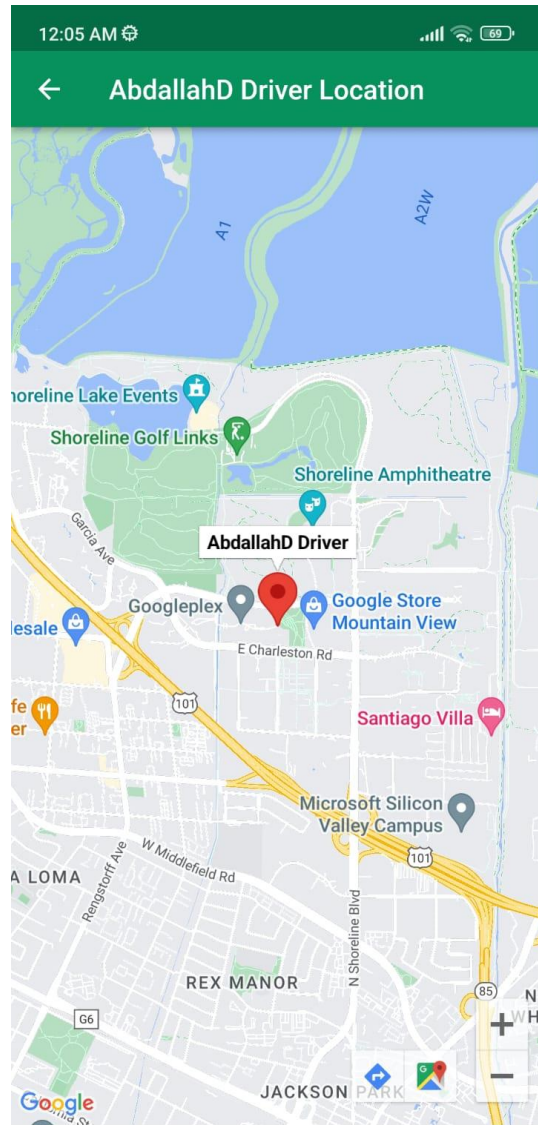 12:05 AM
69
AbdallahD Driver Location
A1
A2W
horeline Lake Events
Shoreline Golf Links
Shoreline Amphitheatre
Garcia Ave
AbdallahD Driver
Googleplex
Google Store
Mountain View
lesale
E Charleston Rd
101
fe
er
Santiago Villa
Microsoft Silicon
Valley Campus
101
W Middlefield Rd
A LOMA
Rengstorff Ave
N Shoreline Blvd
REX MANOR
85
N
WH
G6
+
−
JACKSON PARK
Google